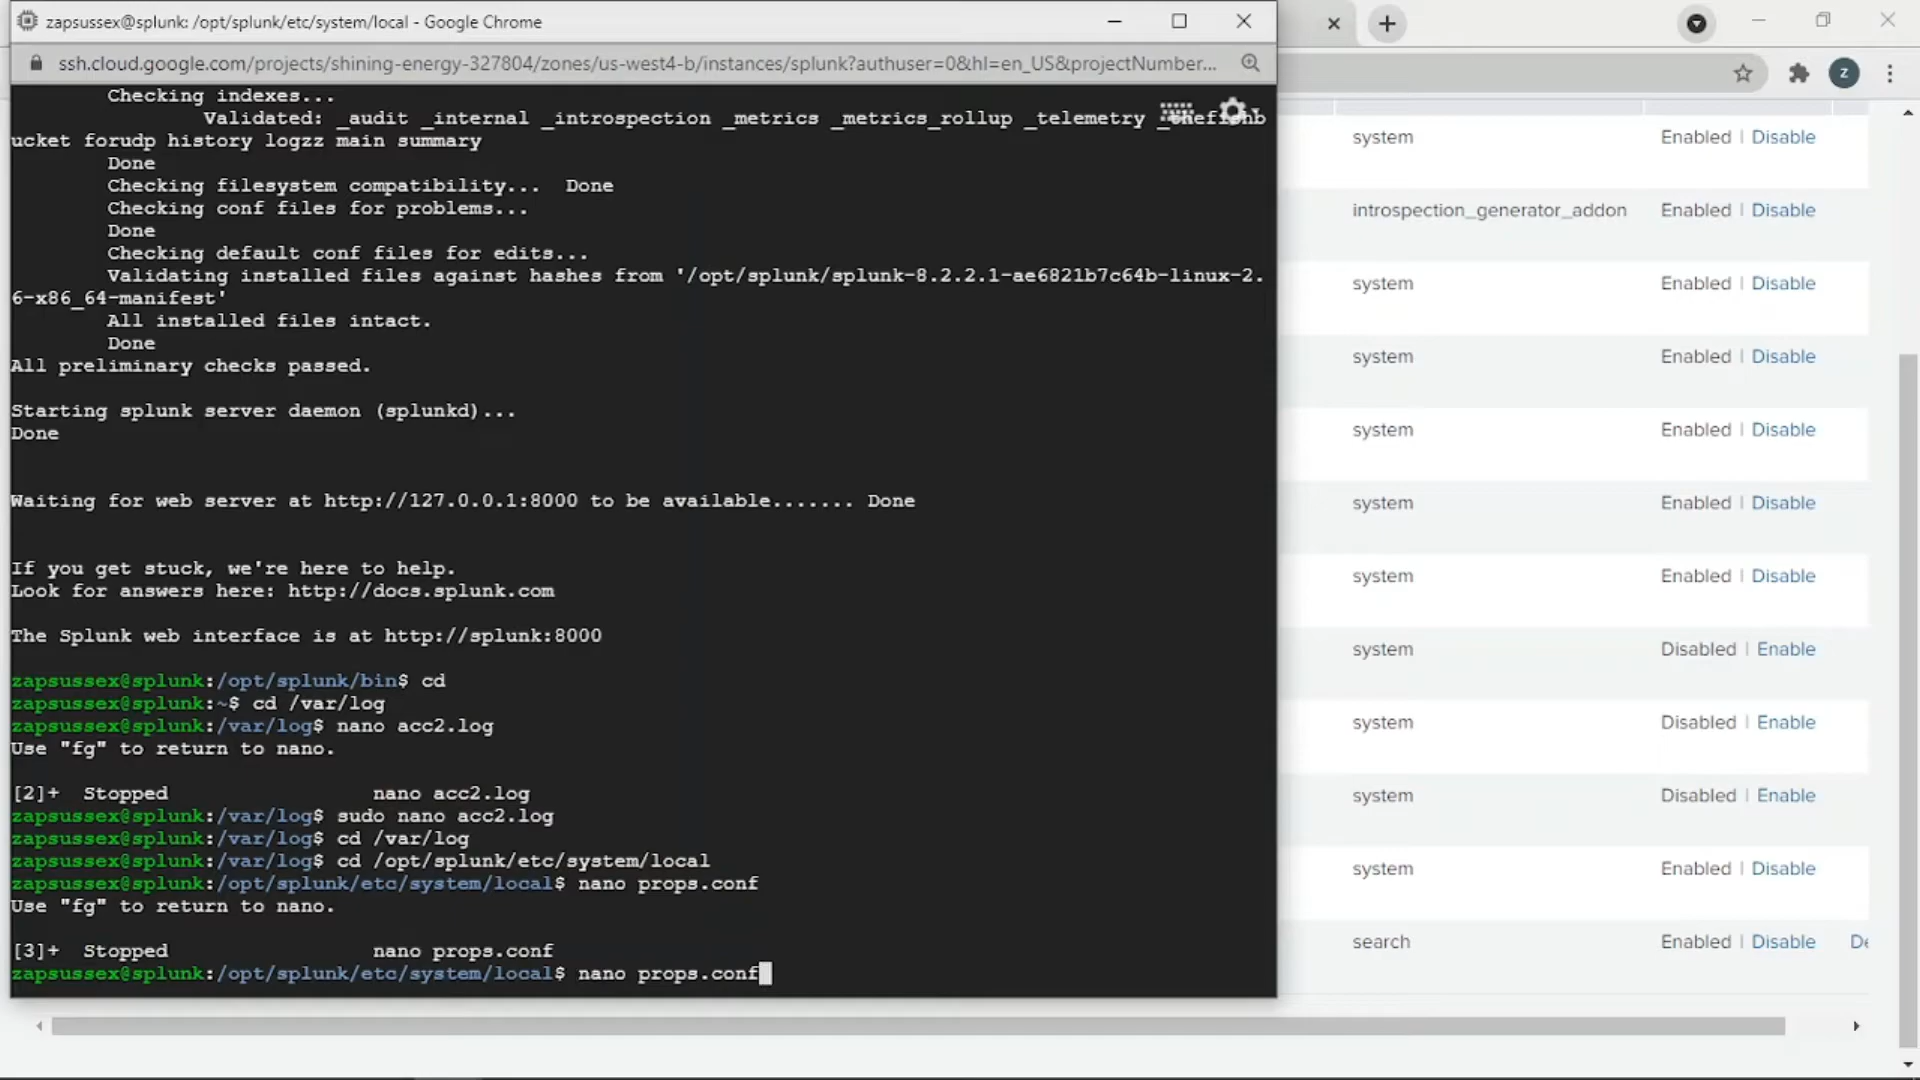 zapsussex@splunk: /opt/splunk/etc/system/local - Google Chrome
ssh.cloud.google.com/projects/shining-energy-327804/zones/us-west4-b/instances/splunk?authuser=0&hl=en_US&projectNumber...
Checking indexes...
Validated: _audit _internal _introspection _metrics _metrics_rollup _telemetry
ucket forudp history logzz main summary
Done
Checking filesystem compatibility... Done
Checking conf files for problems...
Done
Checking default conf files for edits...
Validating installed files against hashes from '/opt/splunk/splunk-8.2.2.1-ae6821b7c64b-linux-2.
6-x86_64-manifest'
All installed files intact.
Done
All preliminary checks passed.
Starting splunk server daemon (splunkd)...
Done
Waiting for web server at http://127.0.0.1:8000 to be available....... Done
If you get stuck, we're here to help.
Look for answers here: http://docs.splunk.com
The Splunk web interface is at http://splunk:8000
zapsussex@splunk:/opt/splunk/bin$ cd
zapsussex@splunk:~$ cd /var/log
zapsussex@splunk:/var/log$ nano acc2.log
Use "fg" to return to nano.
[2]+ Stopped nano acc2.log
zapsussex@splunk:/var/log$ sudo nano acc2.log
zapsussex@splunk:/var/log$ cd /var/log
zapsussex@splunk:/var/log$ cd /opt/splunk/etc/system/local
zapsussex@splunk:/opt/splunk/etc/system/local$ nano props.conf
Use "fg" to return to nano.
[3]+ Stopped nano props.conf
zapsussex@splunk:/opt/splunk/etc/system/local$ nano props.conf
z
system Enabled | Disable
introspection_generator_addon Enabled | Disable
system Enabled | Disable
system Enabled | Disable
system Enabled | Disable
system Enabled | Disable
system Enabled | Disable
system Disabled | Enable
system Disabled | Enable
system Disabled | Enable
system Enabled | Disable
search Enabled | Disable De